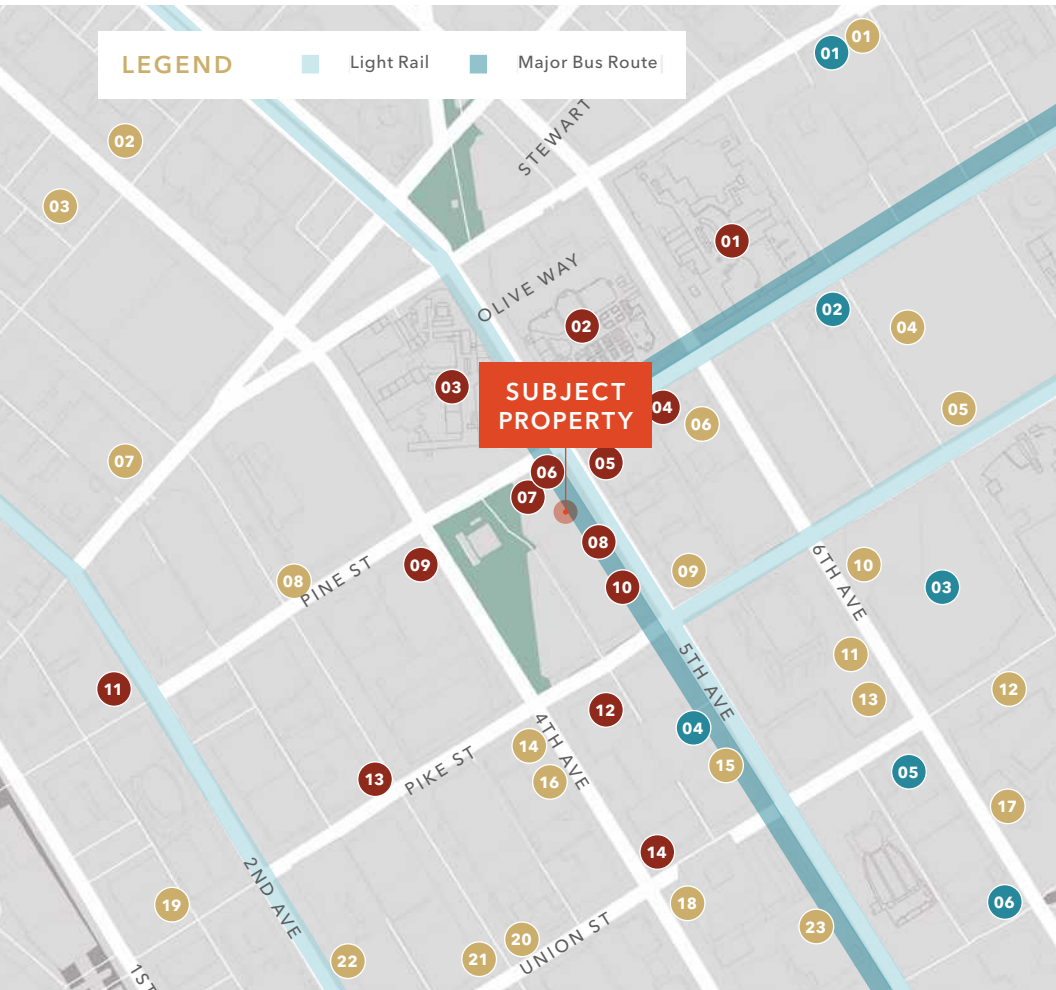 LEGEND
Light Rail
Major Bus Route
01
01
02
03
STEWART
01
OLIVE WAY
02
02
04
03
SUBJECT
PROPERTY
04
05
06
07
05
06
07
08
09
PINE ST
08
09
10
6TH AVE
10
03
11
11
13
12
5TH AVE
12
04
4TH AVE
14
15
16
13
PIKE ST
05
17
14
2ND AVE
19
18
06
20
UNION ST
23
21
22
1ST